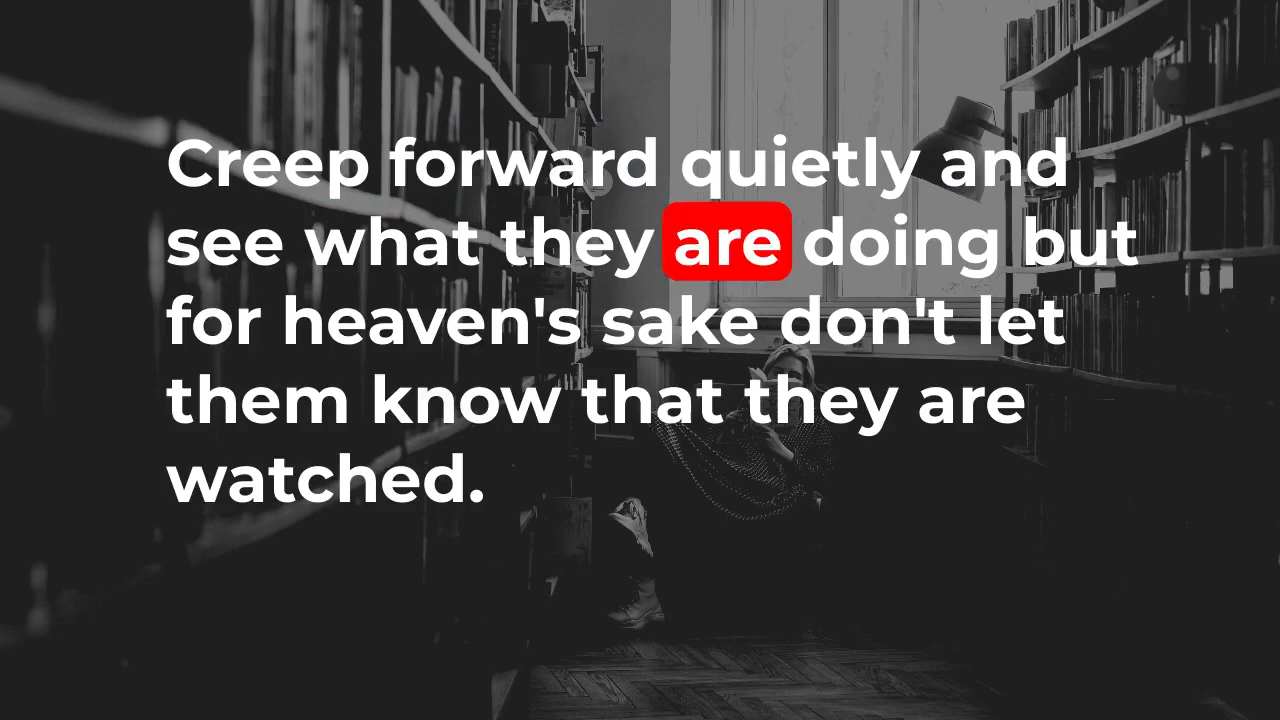 Creep forward quietly and
see what they are doing but
for heaven's sake don't let
them know that they are
watched.